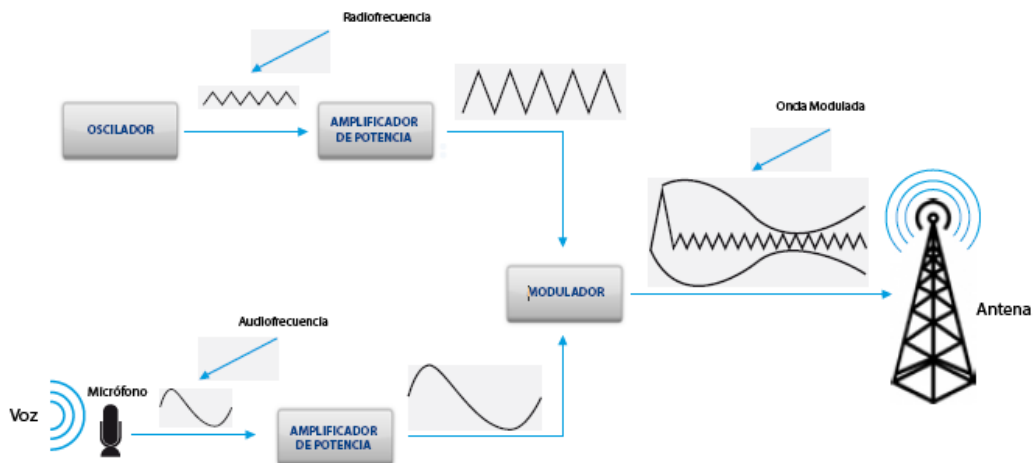 Radiofrecuencia
OSCILADOR
AMPLIFICADOR
DE POTENCIA
Onda Modulada
MODULADOR
Antena
Audiofrecuencia
Micrófono
Voz
AMPLIFICADOR
DE POTENCIA